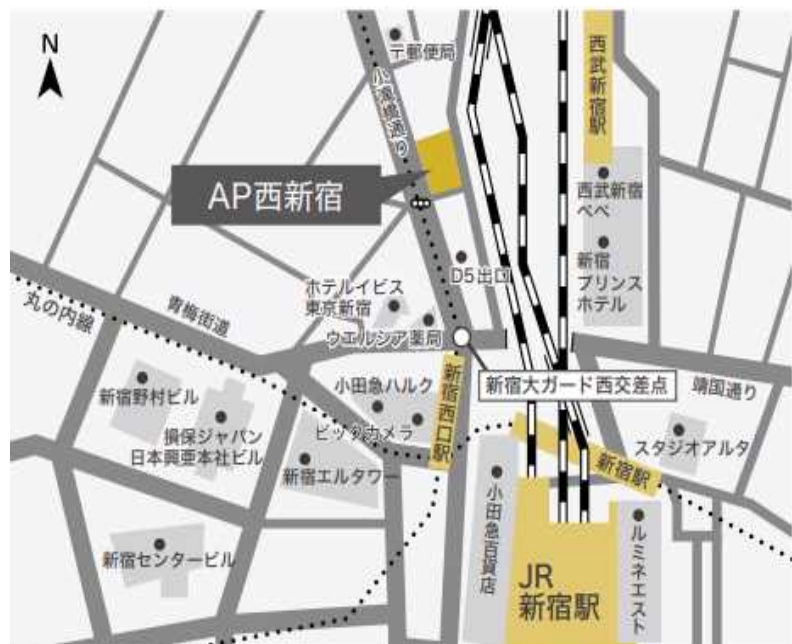 N
〒郵便局
小滝橋通り
西武新宿駅
AP西新宿
西武新宿
ペペ
D5出口
新宿
プリンス
ホテル
ホテルイビス
東京新宿
丸の内線
青梅街道
ウエルシア薬局
新宿西口駅
新宿大ガード西交差点
靖国通り
小田急ハルク
新宿野村ビル
ビックカメラ
損保ジャパン
日本興亜本社ビル
スタジオアルタ
新宿エルタワー
新宿駅
小田急百貨店
新宿センタービル
ルミネエスト
JR
新宿駅